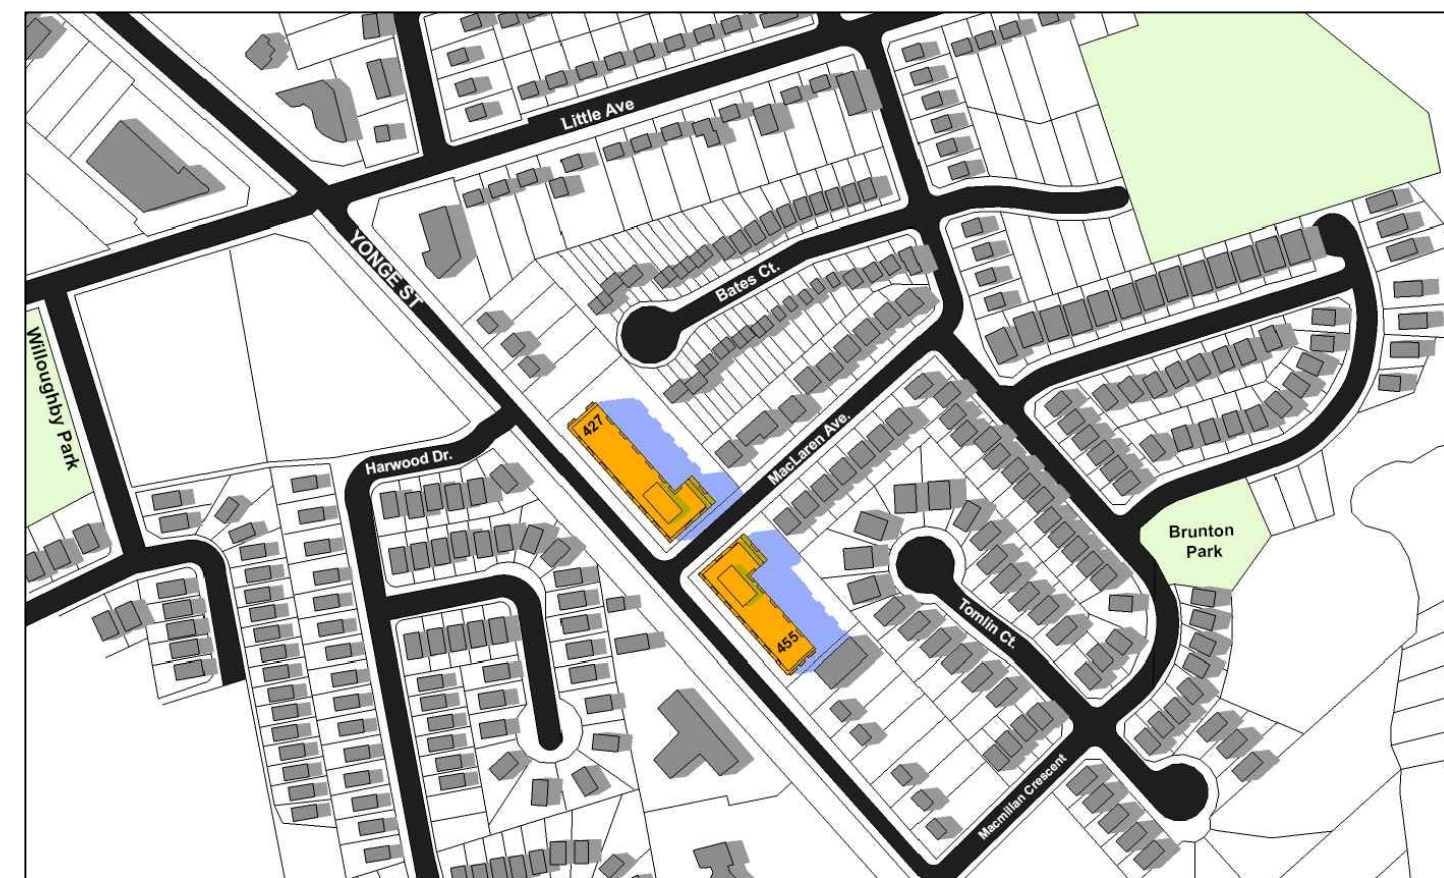 Little Ave
YONGE ST
Bates Ct.
Willoughby Park
427
MacLaren Ave.
Harwood Dr.
Brunton
Park
Tomlin Ct.
455
Macmillan Crescent